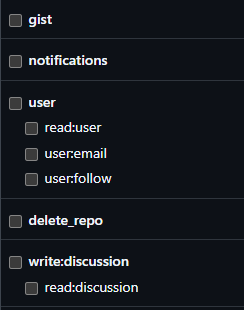 gist
notifications
user
read:user
user:email
user:follow
delete_repo
write:discussion
read:discussion